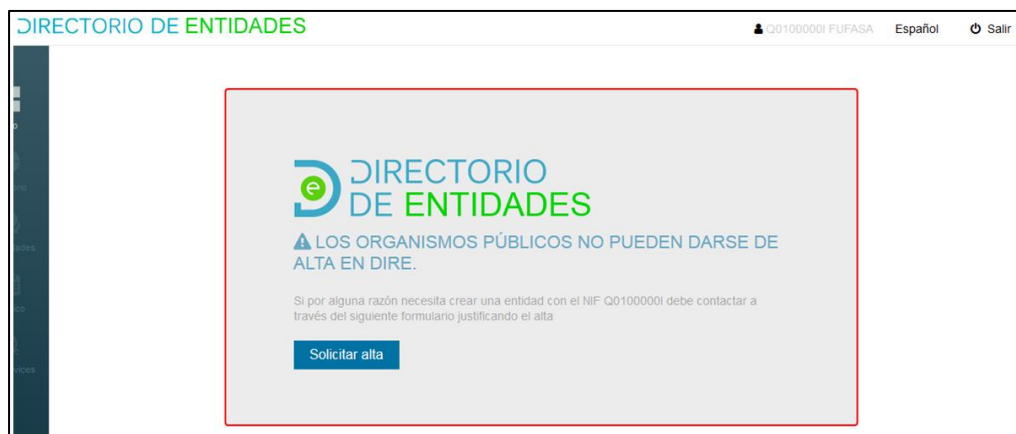 DIRECTORIO DE ENTIDADES
Q0100000I FUFASA Español Salir
DIRECTORIO
DE ENTIDADES
LOS ORGANISMOS PÚBLICOS NO PUEDEN DARSE DE
ALTA EN DIRE.
Si por alguna razón necesita crear una entidad con el NIF Q0100000I debe contactar a
través del siguiente formulario justificando el alta
Solicitar alta